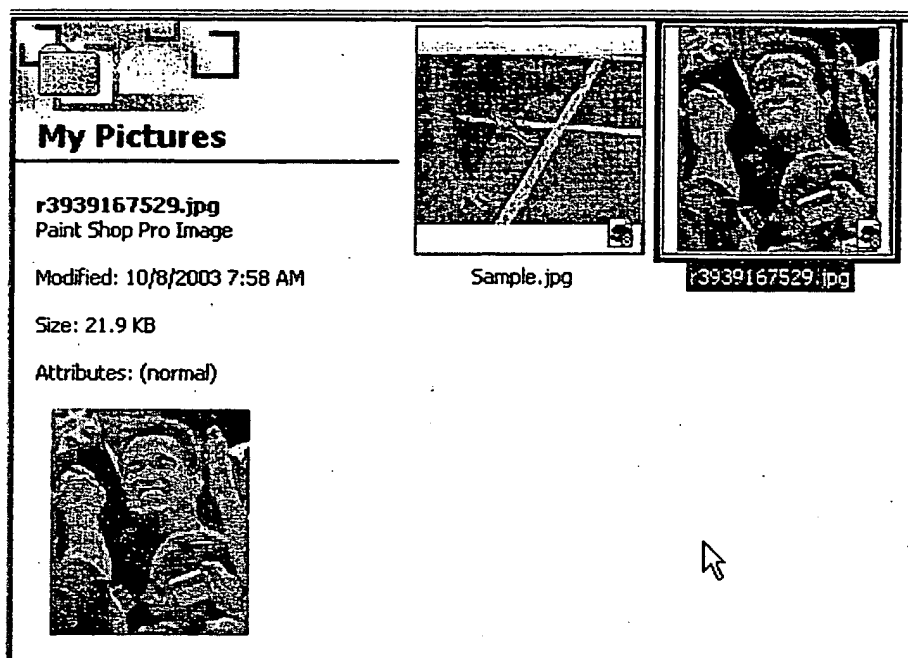 My Pictures
r3939167529.jpg
Paint Shop Pro Image
Modified: 10/8/2003 7:58 AM
Size: 21.9 KB
Attributes: (normal)
Sample.jpg
r3939167529.jpg